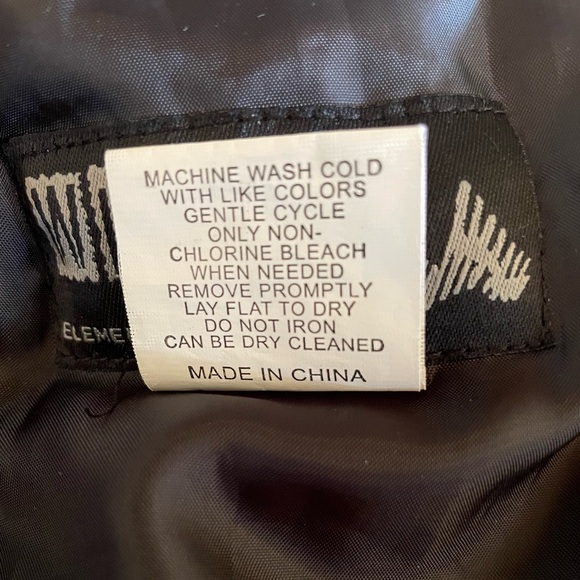 MACHINE WASH COLD
WITH LIKE COLORS
GENTLE CYCLE
ONLY NON-
CHLORINE BLEACH
WHEN NEEDED
REMOVE PROMPTLY
LAY FLAT TO DRY
DO NOT IRON
CAN BE DRY CLEANED
MADE IN CHINA